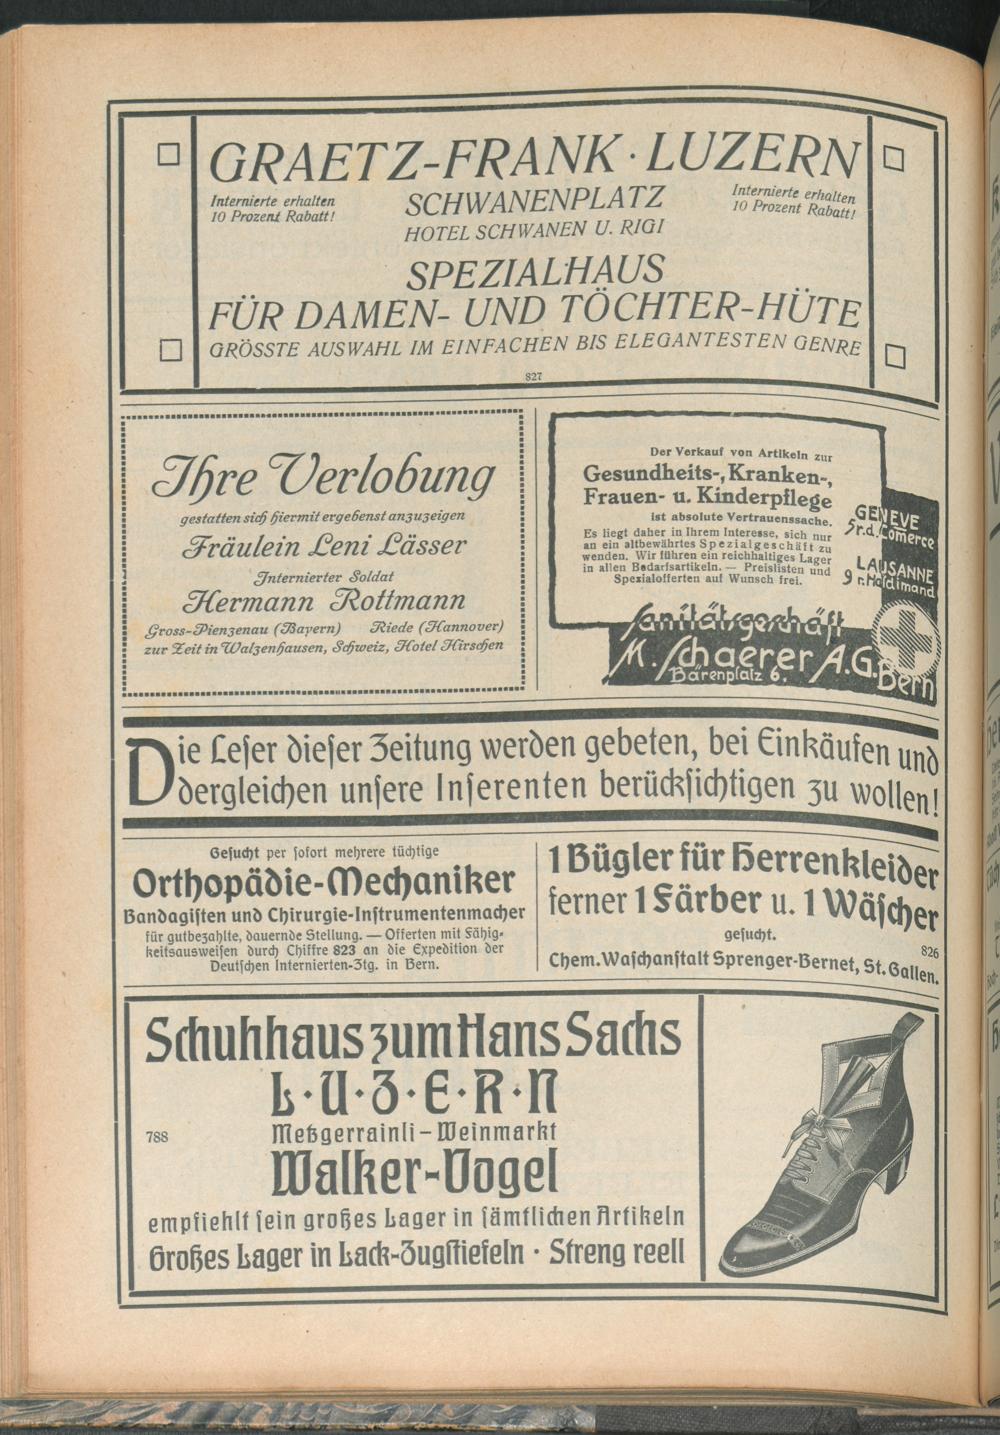 GRAETZ-FRANK · LUZERN
Internierte erhalten
10 Prozent Rabatt!
SCHWANENPLATZ
HOTEL SCHWANEN U. RIGI
Internierte erhalten
10 Prozent Rabatt!
SPEZIALHAUS
FÜR DAMEN- UND TÖCHTER-HÜTE
GRÖSSTE AUSWAHL IM EINFACHEN BIS ELEGANTESTEN GENRE
827
Ihre Verlobung
gestatten sich hiermit ergebenst anzuzeigen
Fräulein Leni Lässer
Internierter Soldat
Hermann Rottmann
Gross-Pienzenau (Bayern) Riede (Hannover)
zur Zeit in Walzenhausen, Schweiz, Hotel Hirschen
Der Verkauf von Artikeln zur
Gesundheits-, Kranken-,
Frauen- u. Kinderpflege
ist absolute Vertrauenssache.
Es liegt daher in Ihrem Interesse, sich nur
an ein altbewährtes Spezialgeschäft zu
wenden. Wir führen ein reichhaltiges Lager
in allen Bedarfsartikeln. — Preislisten und
Spezialofferten auf Wunsch frei.
GENEVE
5 r. d. Comerce
LAUSANNE
9 r. Haldimand
Sanitätsgeschäft
M. Schaerer A.G.
Bärenplatz 6.
Bern
Die Leser dieser Zeitung werden gebeten, bei Einkäufen und
dergleichen unsere Inserenten berücksichtigen zu wollen!
Gesucht per sofort mehrere tüchtige
Orthopädie-Mechaniker
Bandagisten und Chirurgie-Instrumentenmacher
für gutbezahlte, dauernde Stellung. — Offerten mit Fähig-
keitsausweisen durch Chiffre 823 an die Expedition der
Deutschen Internierten-Ztg. in Bern.
1 Bügler für Herrenkleider
ferner 1 Färber u. 1 Wäscher
gesucht.
826
Chem. Waschanstalt Sprenger-Bernet, St. Gallen.
Schuhhaus zum Hans Sachs
L·U·Z·E·R·N
788
Metzgerrainli – Weinmarkt
Walker-Vogel
empfiehlt sein großes Lager in sämtlichen Artikeln
Großes Lager in Lack-Zugstiefeln · Streng reell